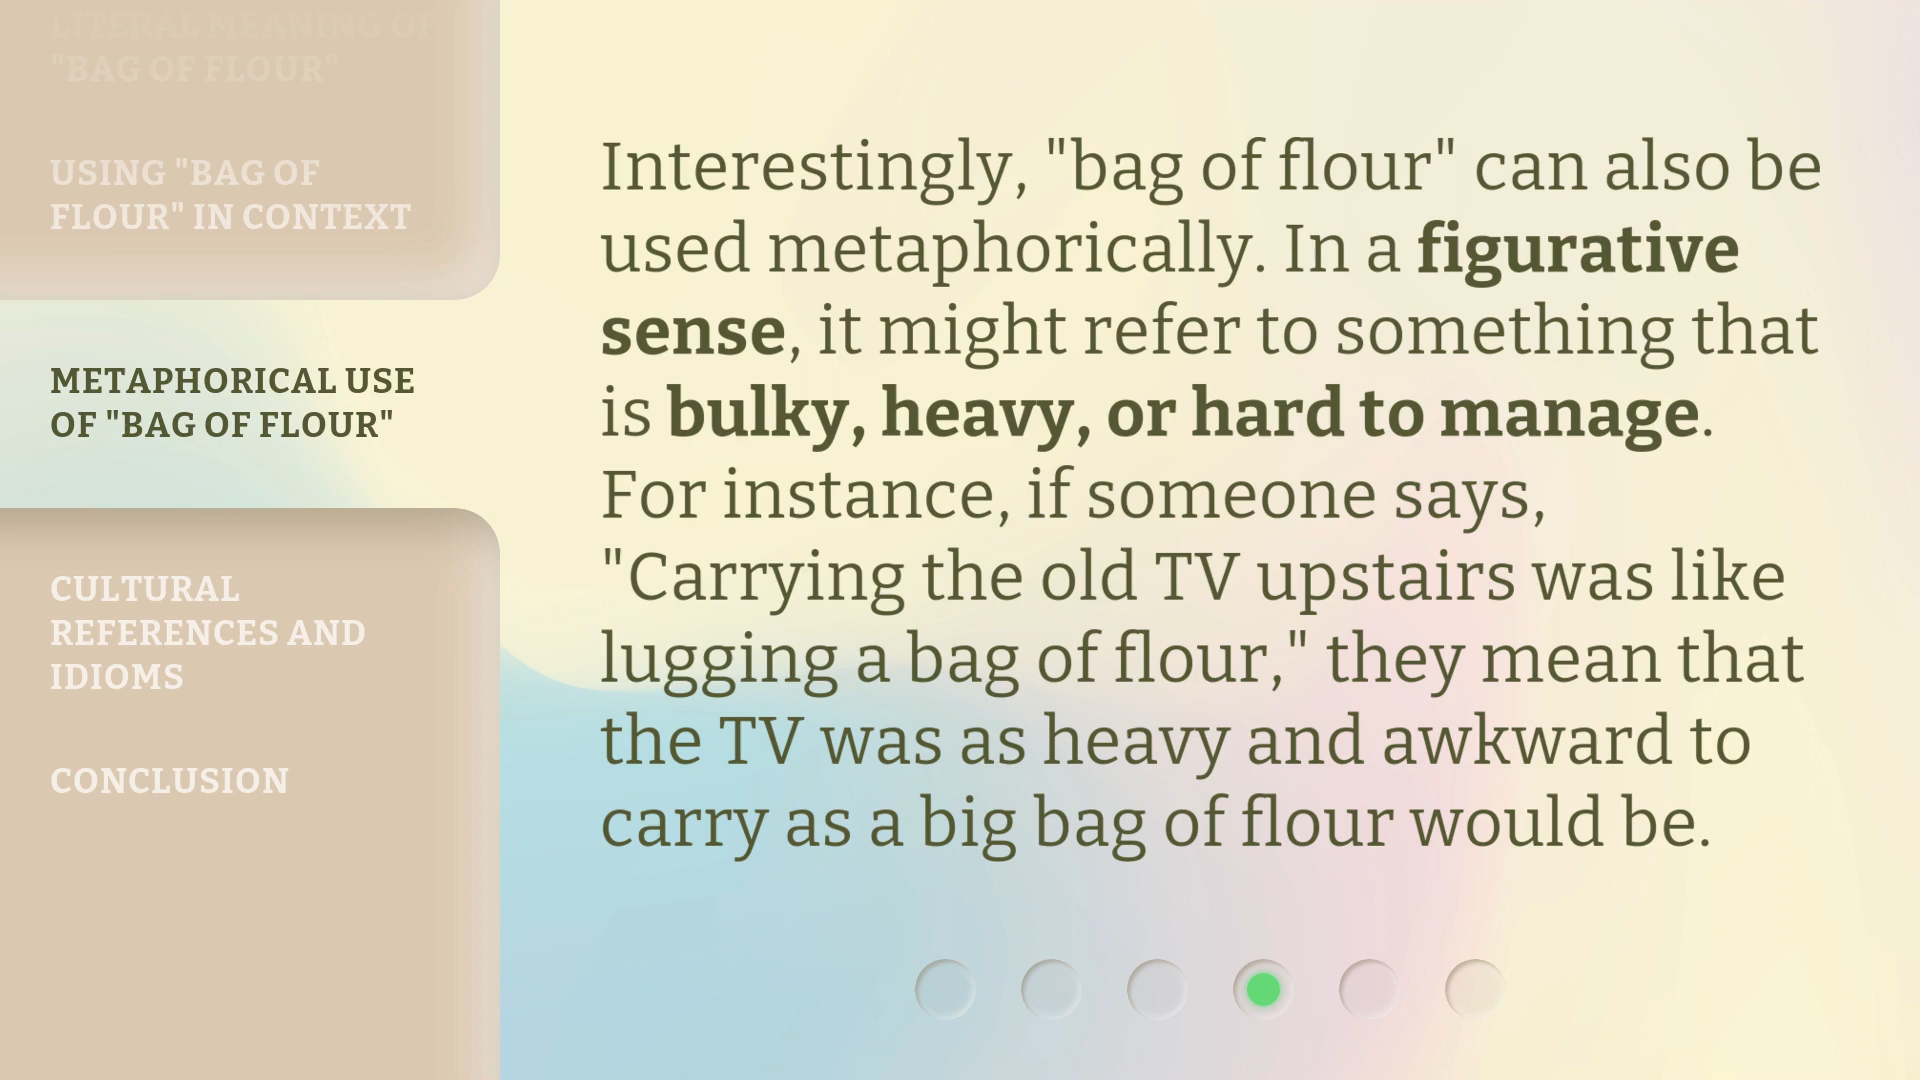 LITERAL MEANING OF
"BAG OF FLOUR"
USING "BAG OF
FLOUR" IN CONTEXT
METAPHORICAL USE
OF "BAG OF FLOUR"
CULTURAL
REFERENCES AND
IDIOMS
CONCLUSION
Interestingly, "bag of flour" can also be
used metaphorically. In a figurative
sense, it might refer to something that
is bulky, heavy, or hard to manage.
For instance, if someone says,
"Carrying the old TV upstairs was like
lugging a bag of flour," they mean that
the TV was as heavy and awkward to
carry as a big bag of flour would be.